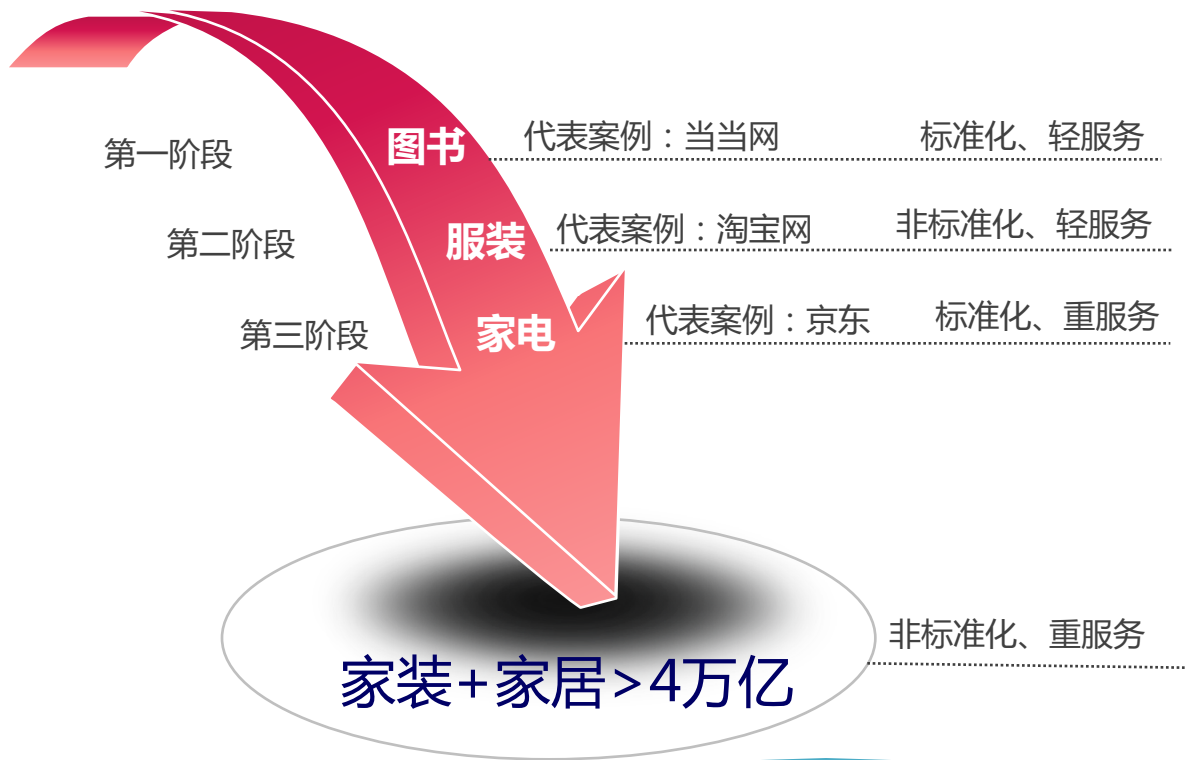 第一阶段 图书 代表案例：当当网 标准化、轻服务
第二阶段 服装 代表案例：淘宝网 非标准化、轻服务
第三阶段 家电 代表案例：京东 标准化、重服务
非标准化、重服务
家装+家居>4万亿